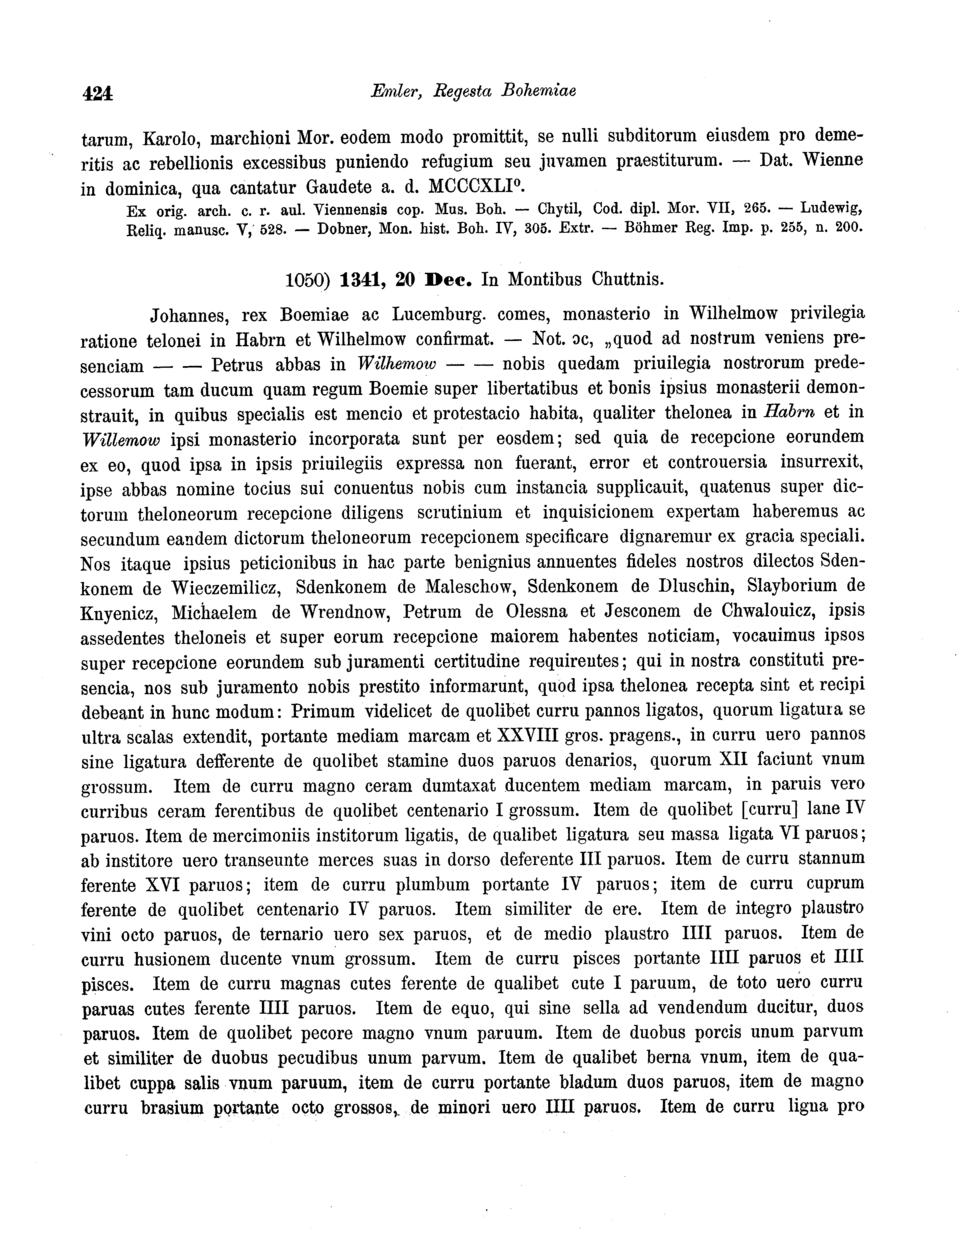 424
Emler, Regesta Bohemiae
tarum, Karolo, marchioni Mor. eodem modo promittit, se nulli subditorum eiusdem pro deme-
ritis ac rebellionis excessibus puniendo refugium seu juvamen praestiturum. — Dat. Wienne
in dominica, qua cantatur Gaudete a. d. MCCCXLI⁰.
Ex orig. arch. c. r. aul. Viennensis cop. Mus. Boh. — Chytil, Cod. dipl. Mor. VII, 265. — Ludewig,
Reliq. manusc. V, 528. — Dobner, Mon. hist. Boh. IV, 305. Extr. — Böhmer Reg. Imp. p. 255, n. 200.
1050) 1341, 20 Dec. In Montibus Chuttnis.
Johannes, rex Boemiae ac Lucemburg. comes, monasterio in Wilhelmow privilegia
ratione telonei in Habrn et Wilhelmow confirmat. — Not. ɔc, „quod ad nostrum veniens pre-
senciam — — Petrus abbas in Wilhemow — — nobis quedam priuilegia nostrorum prede-
cessorum tam ducum quam regum Boemie super libertatibus et bonis ipsius monasterii demon-
strauit, in quibus specialis est mencio et protestacio habita, qualiter thelonea in Habrn et in
Willemow ipsi monasterio incorporata sunt per eosdem; sed quia de recepcione eorundem
ex eo, quod ipsa in ipsis priuilegiis expressa non fuerant, error et controuersia insurrexit,
ipse abbas nomine tocius sui conuentus nobis cum instancia supplicauit, quatenus super dic-
torum theloneorum recepcione diligens scrutinium et inquisicionem expertam haberemus ac
secundum eandem dictorum theloneorum recepcionem specificare dignaremur ex gracia speciali.
Nos itaque ipsius peticionibus in hac parte benignius annuentes fideles nostros dilectos Sden-
konem de Wieczemilicz, Sdenkonem de Maleschow, Sdenkonem de Dluschin, Slayborium de
Knyenicz, Michaelem de Wrendnow, Petrum de Olessna et Jesconem de Chwalouicz, ipsis
assedentes theloneis et super eorum recepcione maiorem habentes noticiam, vocauimus ipsos
super recepcione eorundem sub juramenti certitudine requirentes; qui in nostra constituti pre-
sencia, nos sub juramento nobis prestito informarunt, quod ipsa thelonea recepta sint et recipi
debeant in hunc modum: Primum videlicet de quolibet curru pannos ligatos, quorum ligatura se
ultra scalas extendit, portante mediam marcam et XXVIII gros. pragens., in curru uero pannos
sine ligatura defferente de quolibet stamine duos paruos denarios, quorum XII faciunt vnum
grossum. Item de curru magno ceram dumtaxat ducentem mediam marcam, in paruis vero
curribus ceram ferentibus de quolibet centenario I grossum. Item de quolibet [curru] lane IV
paruos. Item de mercimoniis institorum ligatis, de qualibet ligatura seu massa ligata VI paruos;
ab institore uero transeunte merces suas in dorso deferente III paruos. Item de curru stannum
ferente XVI paruos; item de curru plumbum portante IV paruos; item de curru cuprum
ferente de quolibet centenario IV paruos. Item similiter de ere. Item de integro plaustro
vini octo paruos, de ternario uero sex paruos, et de medio plaustro IIII paruos. Item de
curru husionem ducente vnum grossum. Item de curru pisces portante IIII paruos et IIII
pisces. Item de curru magnas cutes ferente de qualibet cute I paruum, de toto uero curru
paruas cutes ferente IIII paruos. Item de equo, qui sine sella ad vendendum ducitur, duos
paruos. Item de quolibet pecore magno vnum paruum. Item de duobus porcis unum parvum
et similiter de duobus pecudibus unum parvum. Item de qualibet berna vnum, item de qua-
libet cuppa salis vnum paruum, item de curru portante bladum duos paruos, item de magno
curru brasium portante octo grossos, de minori uero IIII paruos. Item de curru ligna pro